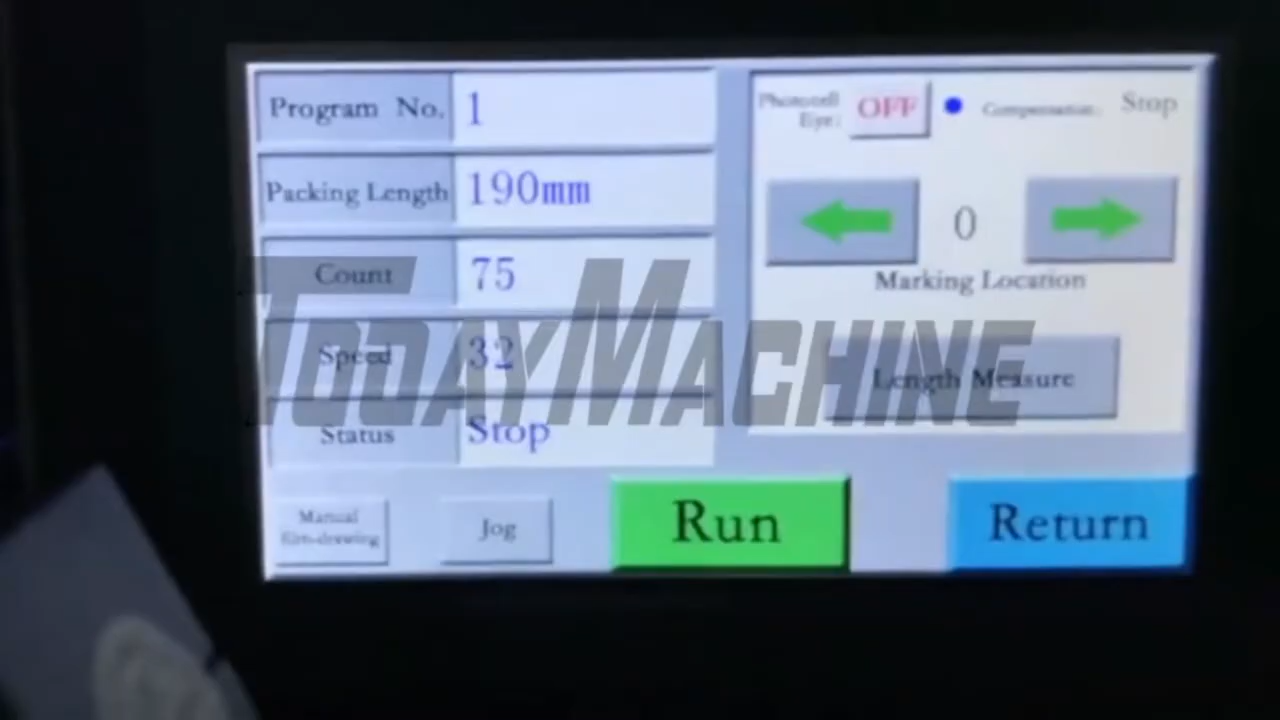 Program No. 1
Packing Length 190mm
Count 75
Speed 32
Status Stop
Manual
Jog
Run
Return
Photocell
Eye:
OFF
Compensation:
Stop
0
Marking Location
Length Measure
TODAYMACHINE